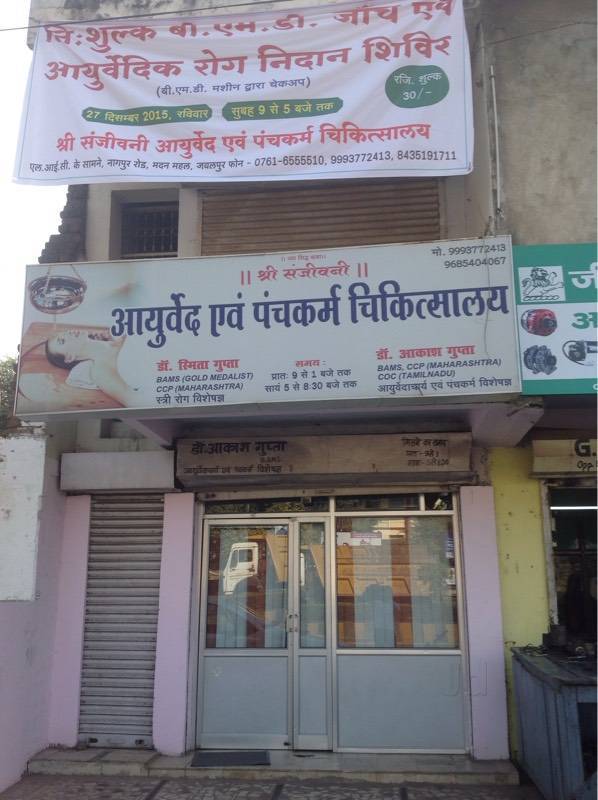 नि:शुल्क बी.एम.डी. जांच एवं
आयुर्वेदिक रोग निदान शिविर
(बी.एम.डी. मशीन द्वारा चेकअप)
रजि. शुल्क
30/-
27 दिसम्बर 2015, रविवार
सुबह 9 से 5 बजे तक
श्री संजीवनी आयुर्वेद एवं पंचकर्म चिकित्सालय
एल.आई.सी. के सामने, नागपुर रोड, मदन महल, जबलपुर फोन - 0761-6555510, 9993772413, 8435191711
मो. 9993772413
9685404067
|| श्री संजीवनी ||
आयुर्वेद एवं पंचकर्म चिकित्सालय
डॉ. स्मिता गुप्ता
BAMS (GOLD MEDALIST)
CCP (MAHARASHTRA)
स्त्री रोग विशेषज्ञ
समय :
प्रातः 9 से 1 बजे तक
सायं 5 से 8:30 बजे तक
डॉ. आकाश गुप्ता
BAMS, CCP (MAHARASHTRA)
COC (TAMILNADU)
आयुर्वेदाचार्य एवं पंचकर्म विशेषज्ञ
डॉ. आकाश गुप्ता
B.A.M.S.
G.
Opp.